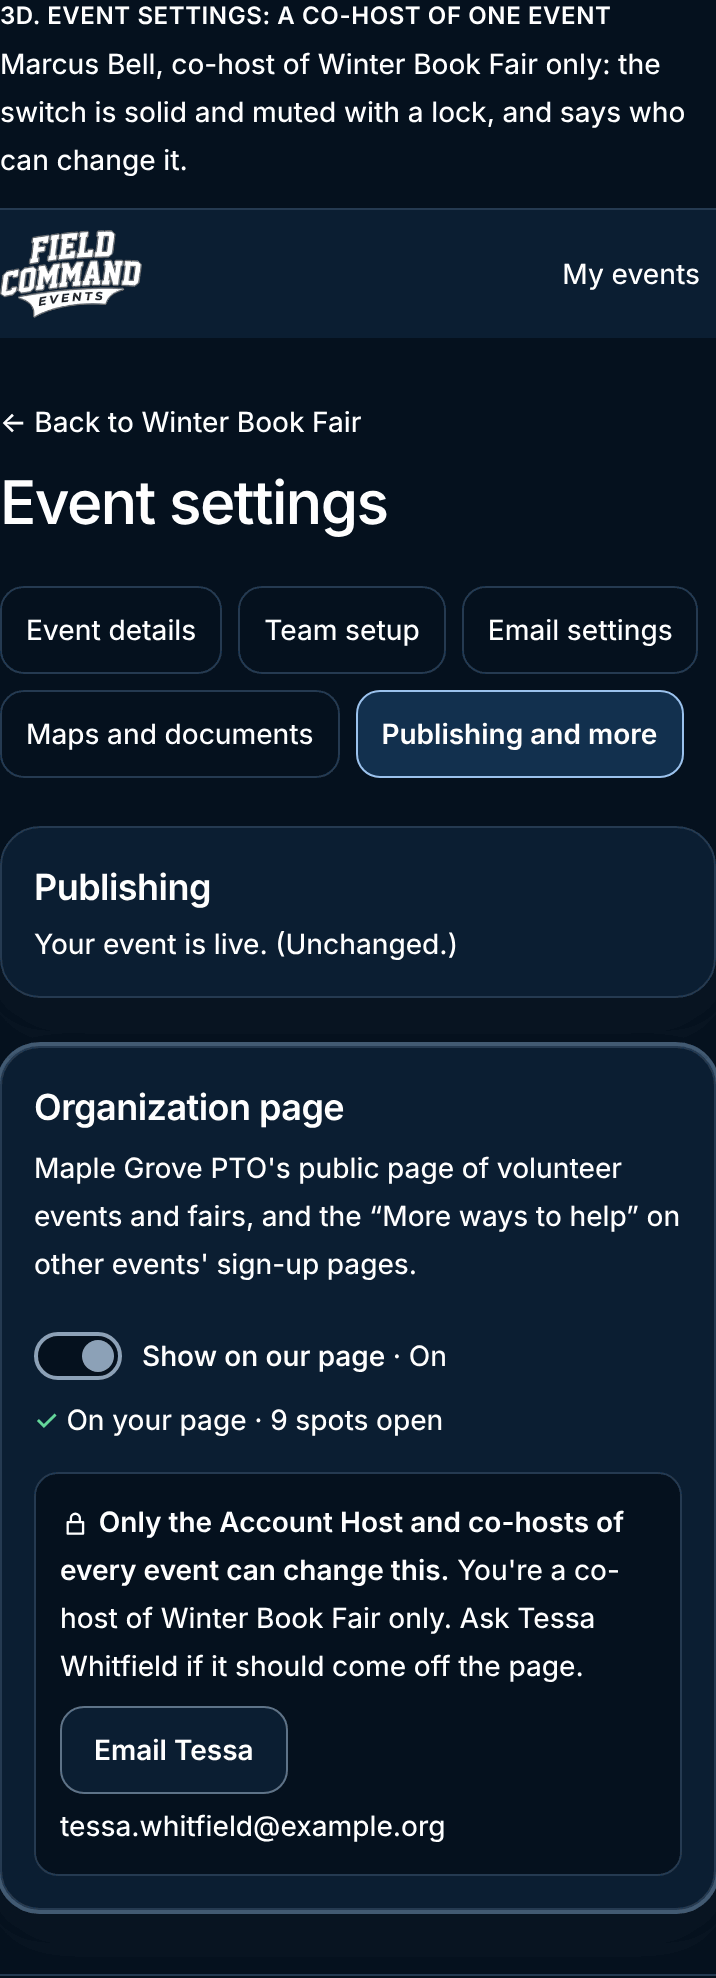 3D. EVENT SETTINGS: A CO-HOST OF ONE EVENT
Marcus Bell, co-host of Winter Book Fair only: the
switch is solid and muted with a lock, and says who
can change it.
FIELD
COMMAND
EVENTS
My events
← Back to Winter Book Fair
Event settings
Event details
Team setup
Email settings
Maps and documents
Publishing and more
Publishing
Your event is live. (Unchanged.)
Organization page
Maple Grove PTO's public page of volunteer
events and fairs, and the “More ways to help” on
other events' sign-up pages.
Show on our page · On
✓ On your page · 9 spots open
Only the Account Host and co-hosts of
every event can change this. You're a co-
host of Winter Book Fair only. Ask Tessa
Whitfield if it should come off the page.
Email Tessa
tessa.whitfield@example.org